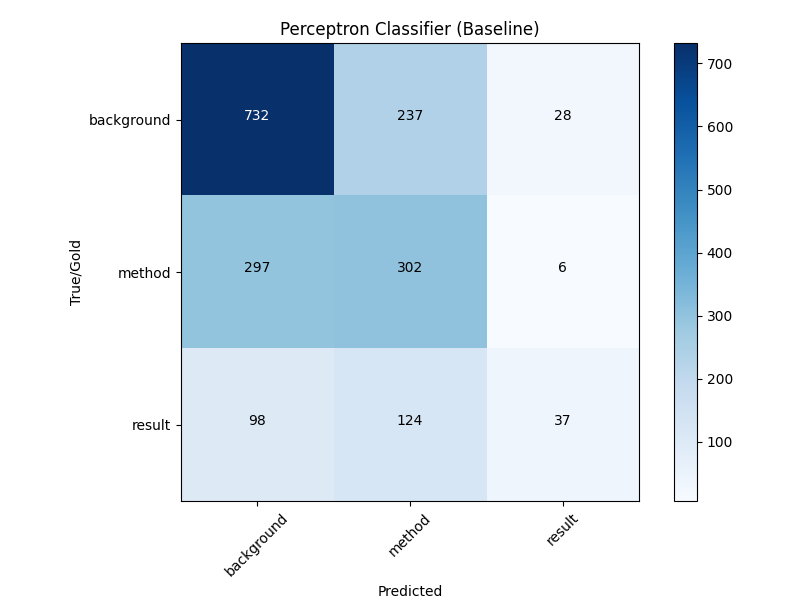 Perceptron Classifier (Baseline)
background 732 237 28
method 297 302 6
result 98 124 37
True/Gold
background method result
Predicted
700
600
500
400
300
200
100